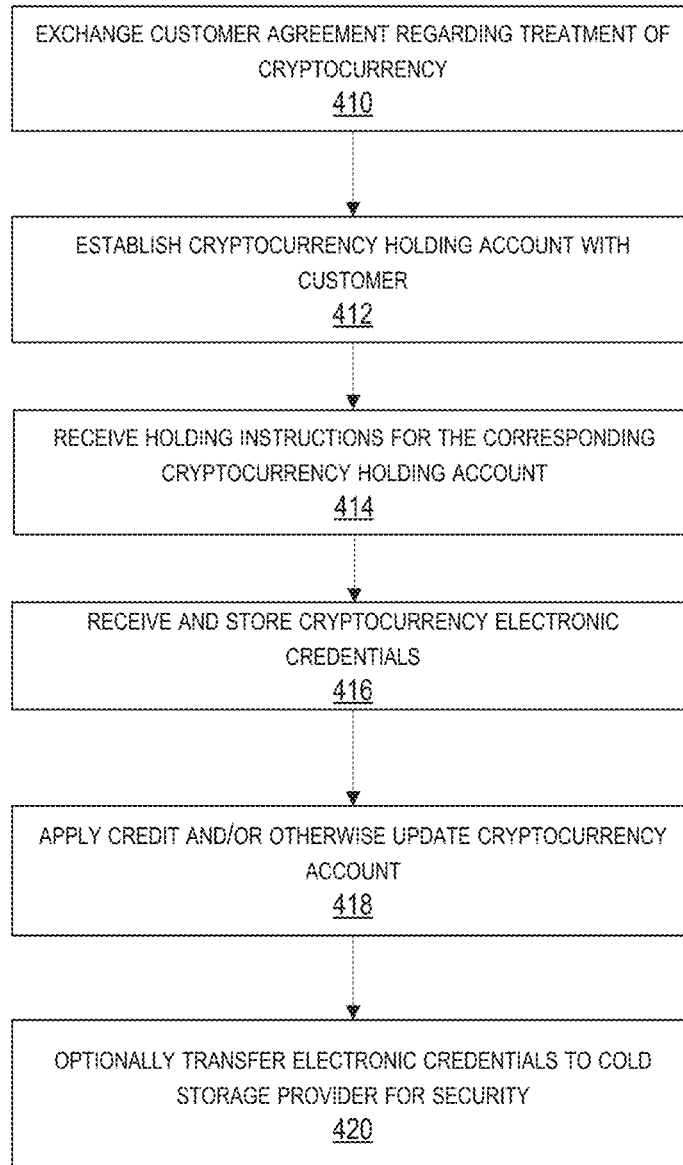 EXCHANGE CUSTOMER AGREEMENT REGARDING TREATMENT OF
CRYPTOCURRENCY
410
ESTABLISH CRYPTOCURRENCY HOLDING ACCOUNT WITH
CUSTOMER
412
RECEIVE HOLDING INSTRUCTIONS FOR THE CORRESPONDING
CRYPTOCURRENCY HOLDING ACCOUNT
414
RECEIVE AND STORE CRYPTOCURRENCY ELECTRONIC
CREDENTIALS
416
APPLY CREDIT AND/OR OTHERWISE UPDATE CRYPTOCURRENCY
ACCOUNT
418
OPTIONALLY TRANSFER ELECTRONIC CREDENTIALS TO COLD
STORAGE PROVIDER FOR SECURITY
420